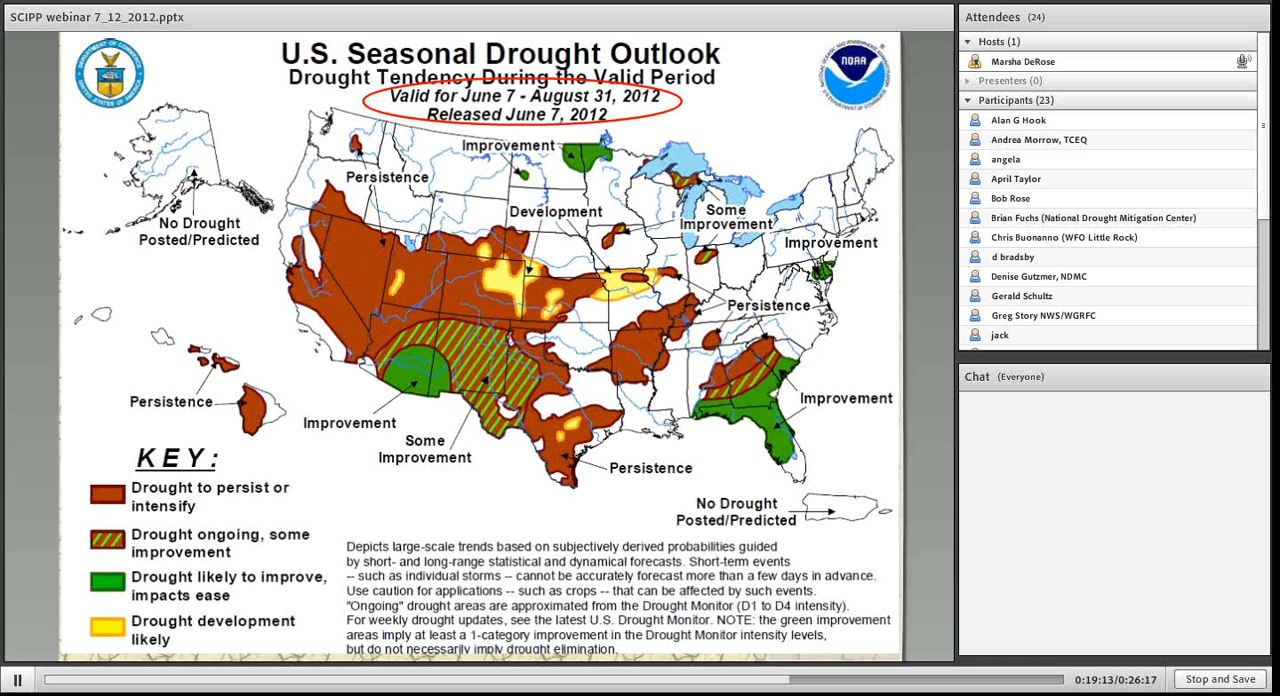 SCIPP webinar 7_12_2012.pptx
U.S. Seasonal Drought Outlook
Drought Tendency During the Valid Period
Valid for June 7 - August 31, 2012
Released June 7, 2012
NOAA
Improvement
Persistence
Development
Some
Improvement
Improvement
No Drought
Posted/Predicted
Persistence
Persistence
Improvement
Improvement
Some
Improvement
Persistence
No Drought
Posted/Predicted
KEY:
Drought to persist or
intensify
Drought ongoing, some
improvement
Drought likely to improve,
impacts ease
Drought development
likely
Depicts large-scale trends based on subjectively derived probabilities guided
by short- and long-range statistical and dynamical forecasts. Short-term events
-- such as individual storms -- cannot be accurately forecast more than a few days in advance.
Use caution for applications -- such as crops -- that can be affected by such events.
"Ongoing" drought areas are approximated from the Drought Monitor (D1 to D4 intensity).
For weekly drought updates, see the latest U.S. Drought Monitor. NOTE: the green improvement
areas imply at least a 1-category improvement in the Drought Monitor intensity levels,
but do not necessarily imply drought elimination.
Attendees (24)
Hosts (1)
Marsha DeRose
Presenters (0)
Participants (23)
Alan G Hook
Andrea Morrow, TCEQ
angela
April Taylor
Bob Rose
Brian Fuchs (National Drought Mitigation Center)
Chris Buonanno (WFO Little Rock)
d bradsby
Denise Gutzmer, NDMC
Gerald Schultz
Greg Story NWS/WGRFC
jack
Chat (Everyone)
0:19:13/0:26:17
Stop and Save